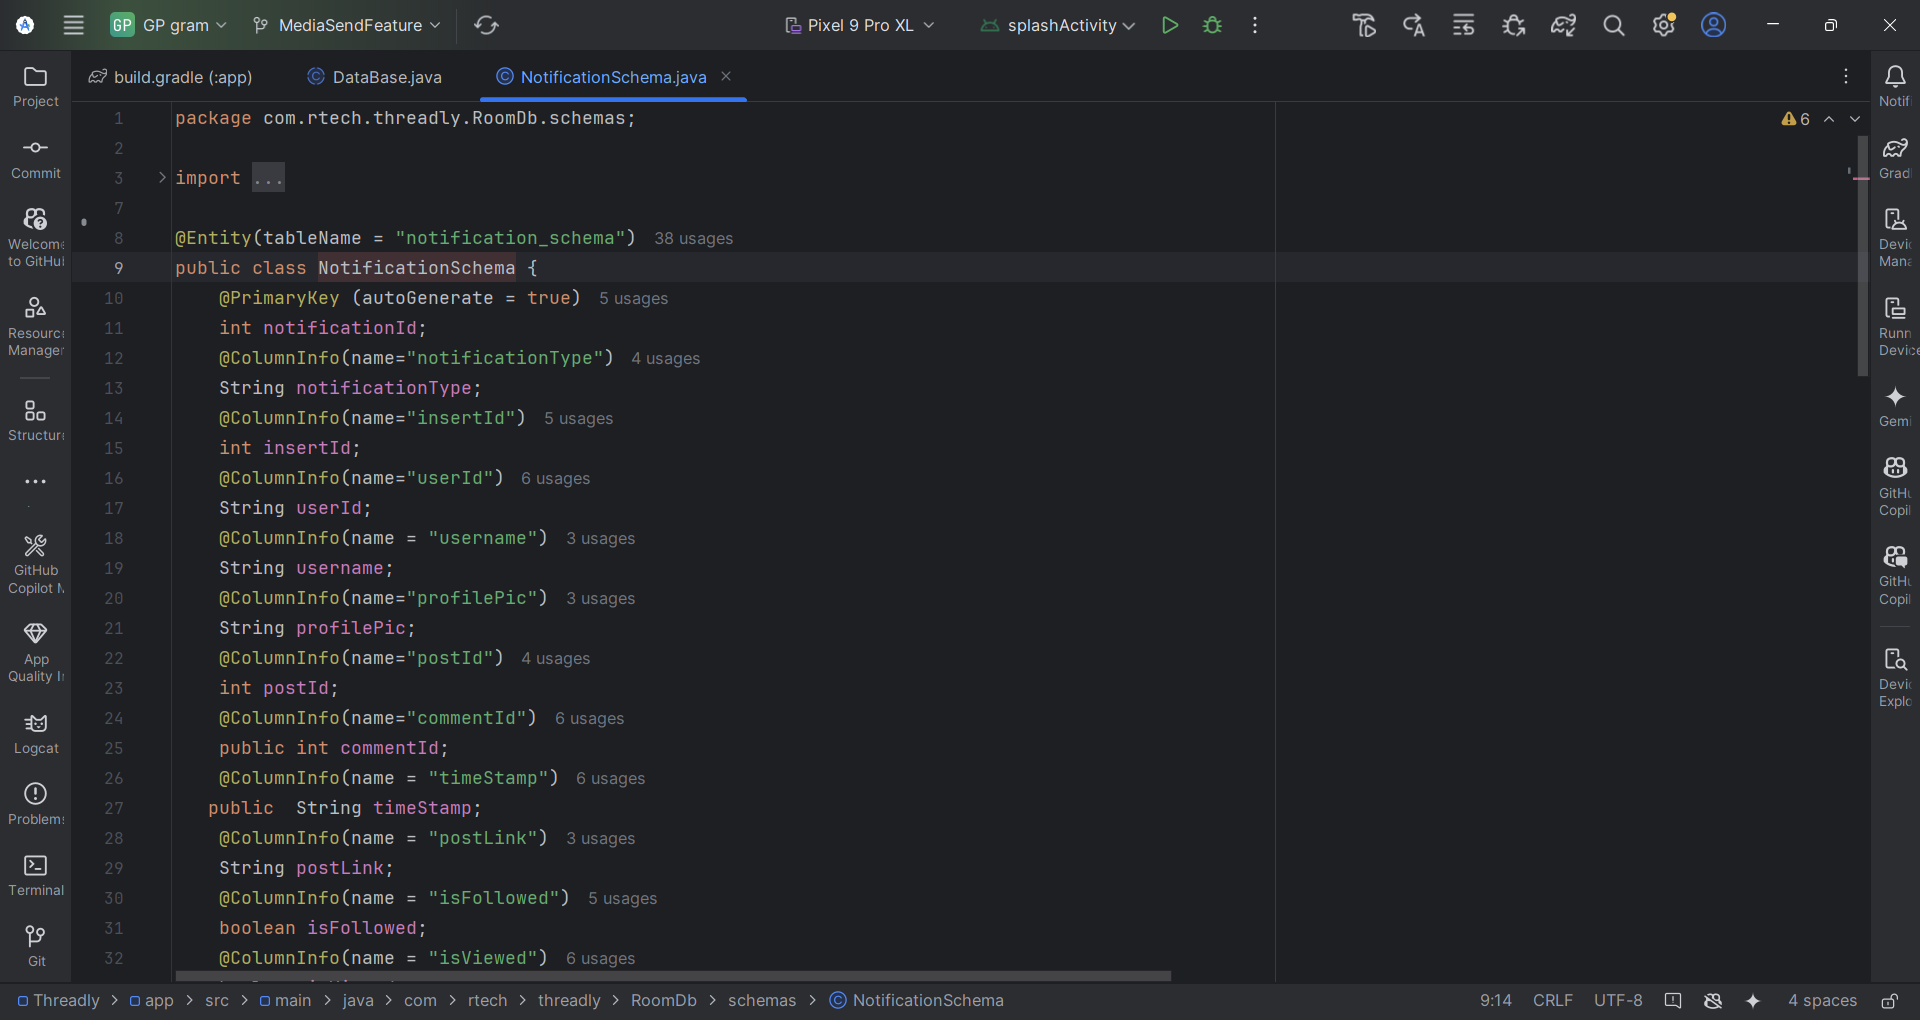 GP GP gram MediaSendFeature Pixel 9 Pro XL splashActivity
build.gradle (:app) DataBase.java NotificationSchema.java
Project
Commit
Welcome
to GitHu
Resource
Manager
Structure
GitHub
Copilot
App
Quality
Logcat
Problems
Terminal
Git
1 package com.rtech.threadly.RoomDb.schemas;
2
3 import ...
7
8 @Entity(tableName = "notification_schema") 38 usages
9 public class NotificationSchema {
10 @PrimaryKey (autoGenerate = true) 5 usages
11 int notificationId;
12 @ColumnInfo(name="notificationType") 4 usages
13 String notificationType;
14 @ColumnInfo(name="insertId") 5 usages
15 int insertId;
16 @ColumnInfo(name="userId") 6 usages
17 String userId;
18 @ColumnInfo(name = "username") 3 usages
19 String username;
20 @ColumnInfo(name="profilePic") 3 usages
21 String profilePic;
22 @ColumnInfo(name="postId") 4 usages
23 int postId;
24 @ColumnInfo(name="commentId") 6 usages
25 public int commentId;
26 @ColumnInfo(name = "timeStamp") 6 usages
27 public  String timeStamp;
28 @ColumnInfo(name = "postLink") 3 usages
29 String postLink;
30 @ColumnInfo(name = "isFollowed") 5 usages
31 boolean isFollowed;
32 @ColumnInfo(name = "isViewed") 6 usages
6
Notifi
Gradl
Devic
Mana
Runn
Device
Gemi
GitHu
Copil
GitHu
Copil
Devic
Explo
Threadly > app > src > main > java > com > rtech > threadly > RoomDb > schemas > NotificationSchema
9:14 CRLF UTF-8 4 spaces